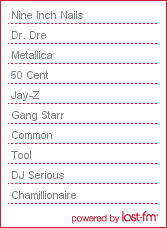 Nine Inch Nails
Dr. Dre
Metallica
50 Cent
Jay-Z
Gang Starr
Common
Tool
DJ Serious
Chamillionaire
powered by lost.fm